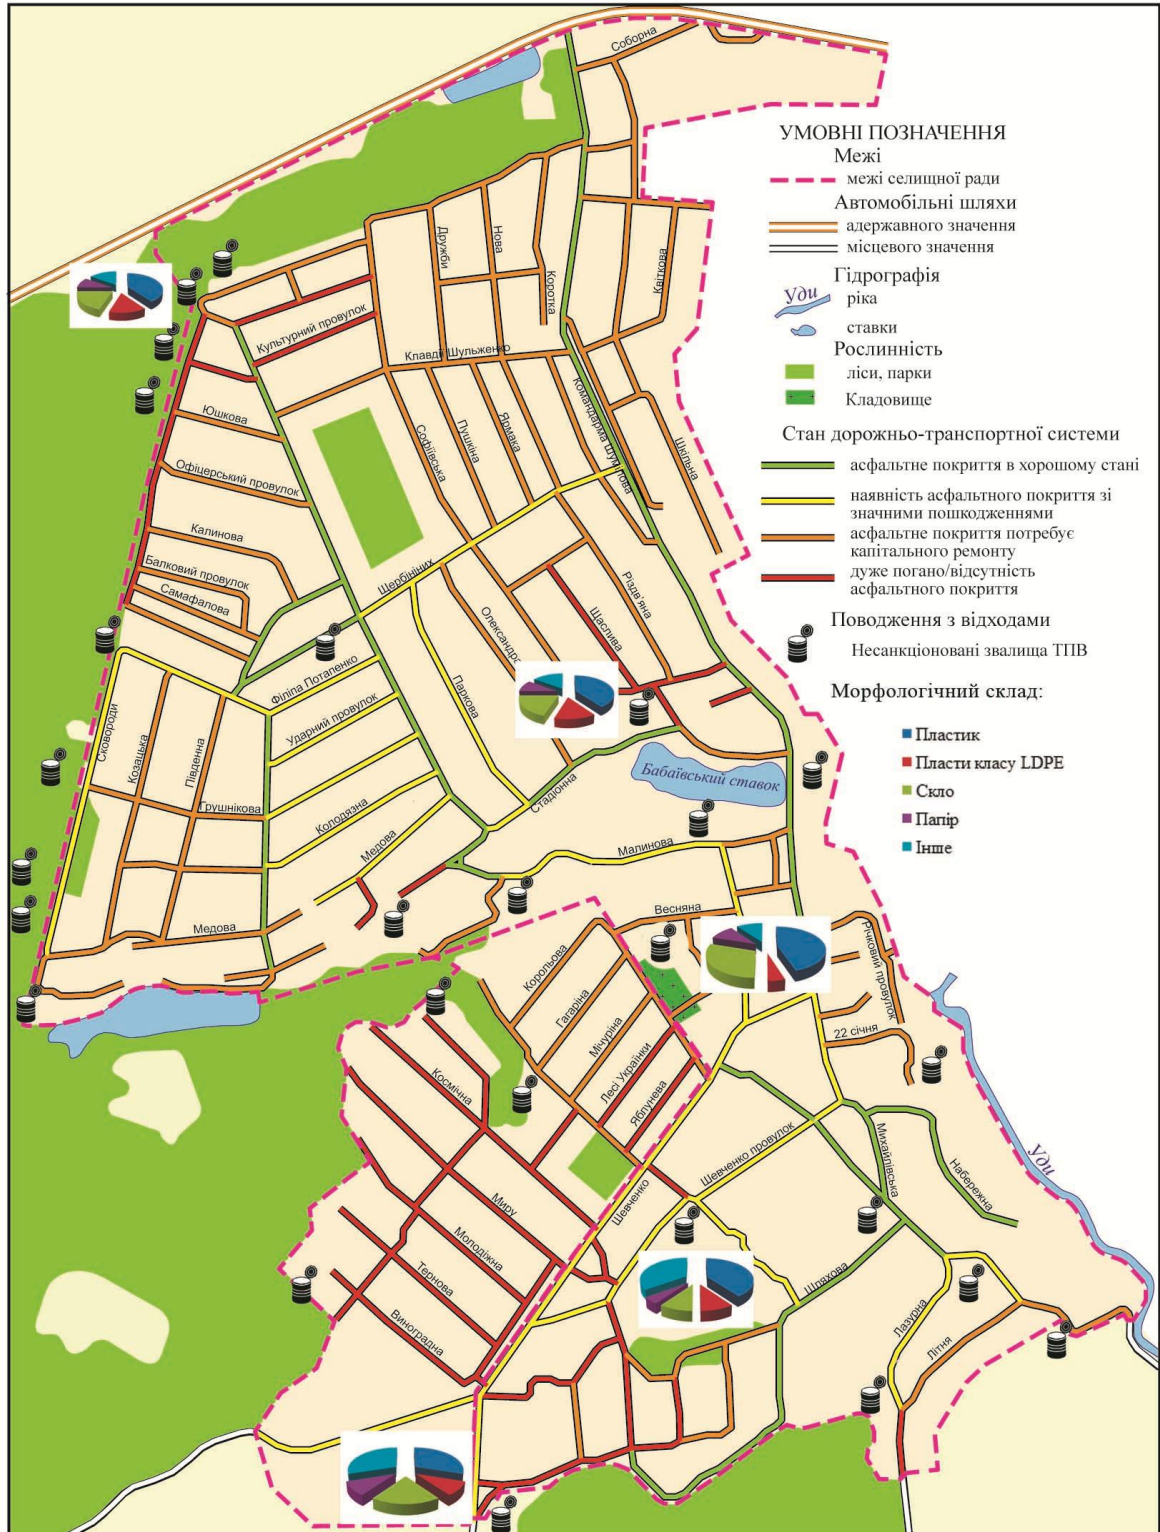 УМОВНІ ПОЗНАЧЕННЯ
Межі
межі селищної ради
Автомобільні шляхи
адержавного значення
місцевого значення
Гідрографія
Уди
ріка
ставки
Рослинність
ліси, парки
Кладовище
Стан дорожньо-транспортної системи
асфальтне покриття в хорошому стані
наявність асфальтного покриття зі
значними пошкодженнями
асфальтне покриття потребує
капітального ремонту
дуже погано/відсутність
асфальтного покриття
Поводження з відходами
Несанкціоновані звалища ТПВ
Морфологічний склад:
Пластик
Пласти класу LDPE
Скло
Папір
Інше
Соборна
Дружби
Нова
Коротка
Квіткова
Культурний провулок
Клавдії Шульженко
Командарма Шумілова
Юшкова
Софіївська
Пушкіна
Ярмака
Шкільна
Офіцерський провулок
Калинова
Балковий провулок
Самафалова
Щербініних
Різдв'яна
Щаслива
Філіпа Потапенко
Паркова
Сковороди
Козацька
Південна
Ударний провулок
Грушнікова
Колодязна
Медова
Стадіонна
Бабаївський ставок
Малинова
Медова
Весняна
Корольова
Гагаріна
Мічуріна
Лесі Українки
Яблунева
Річковий провулок
22 січня
Космічна
Шевченко провулок
Михайлівська
Набережна
Уди
Шевченко
Миру
Молодіжна
Тернова
Виноградна
Шляхова
Лазурна
Літня